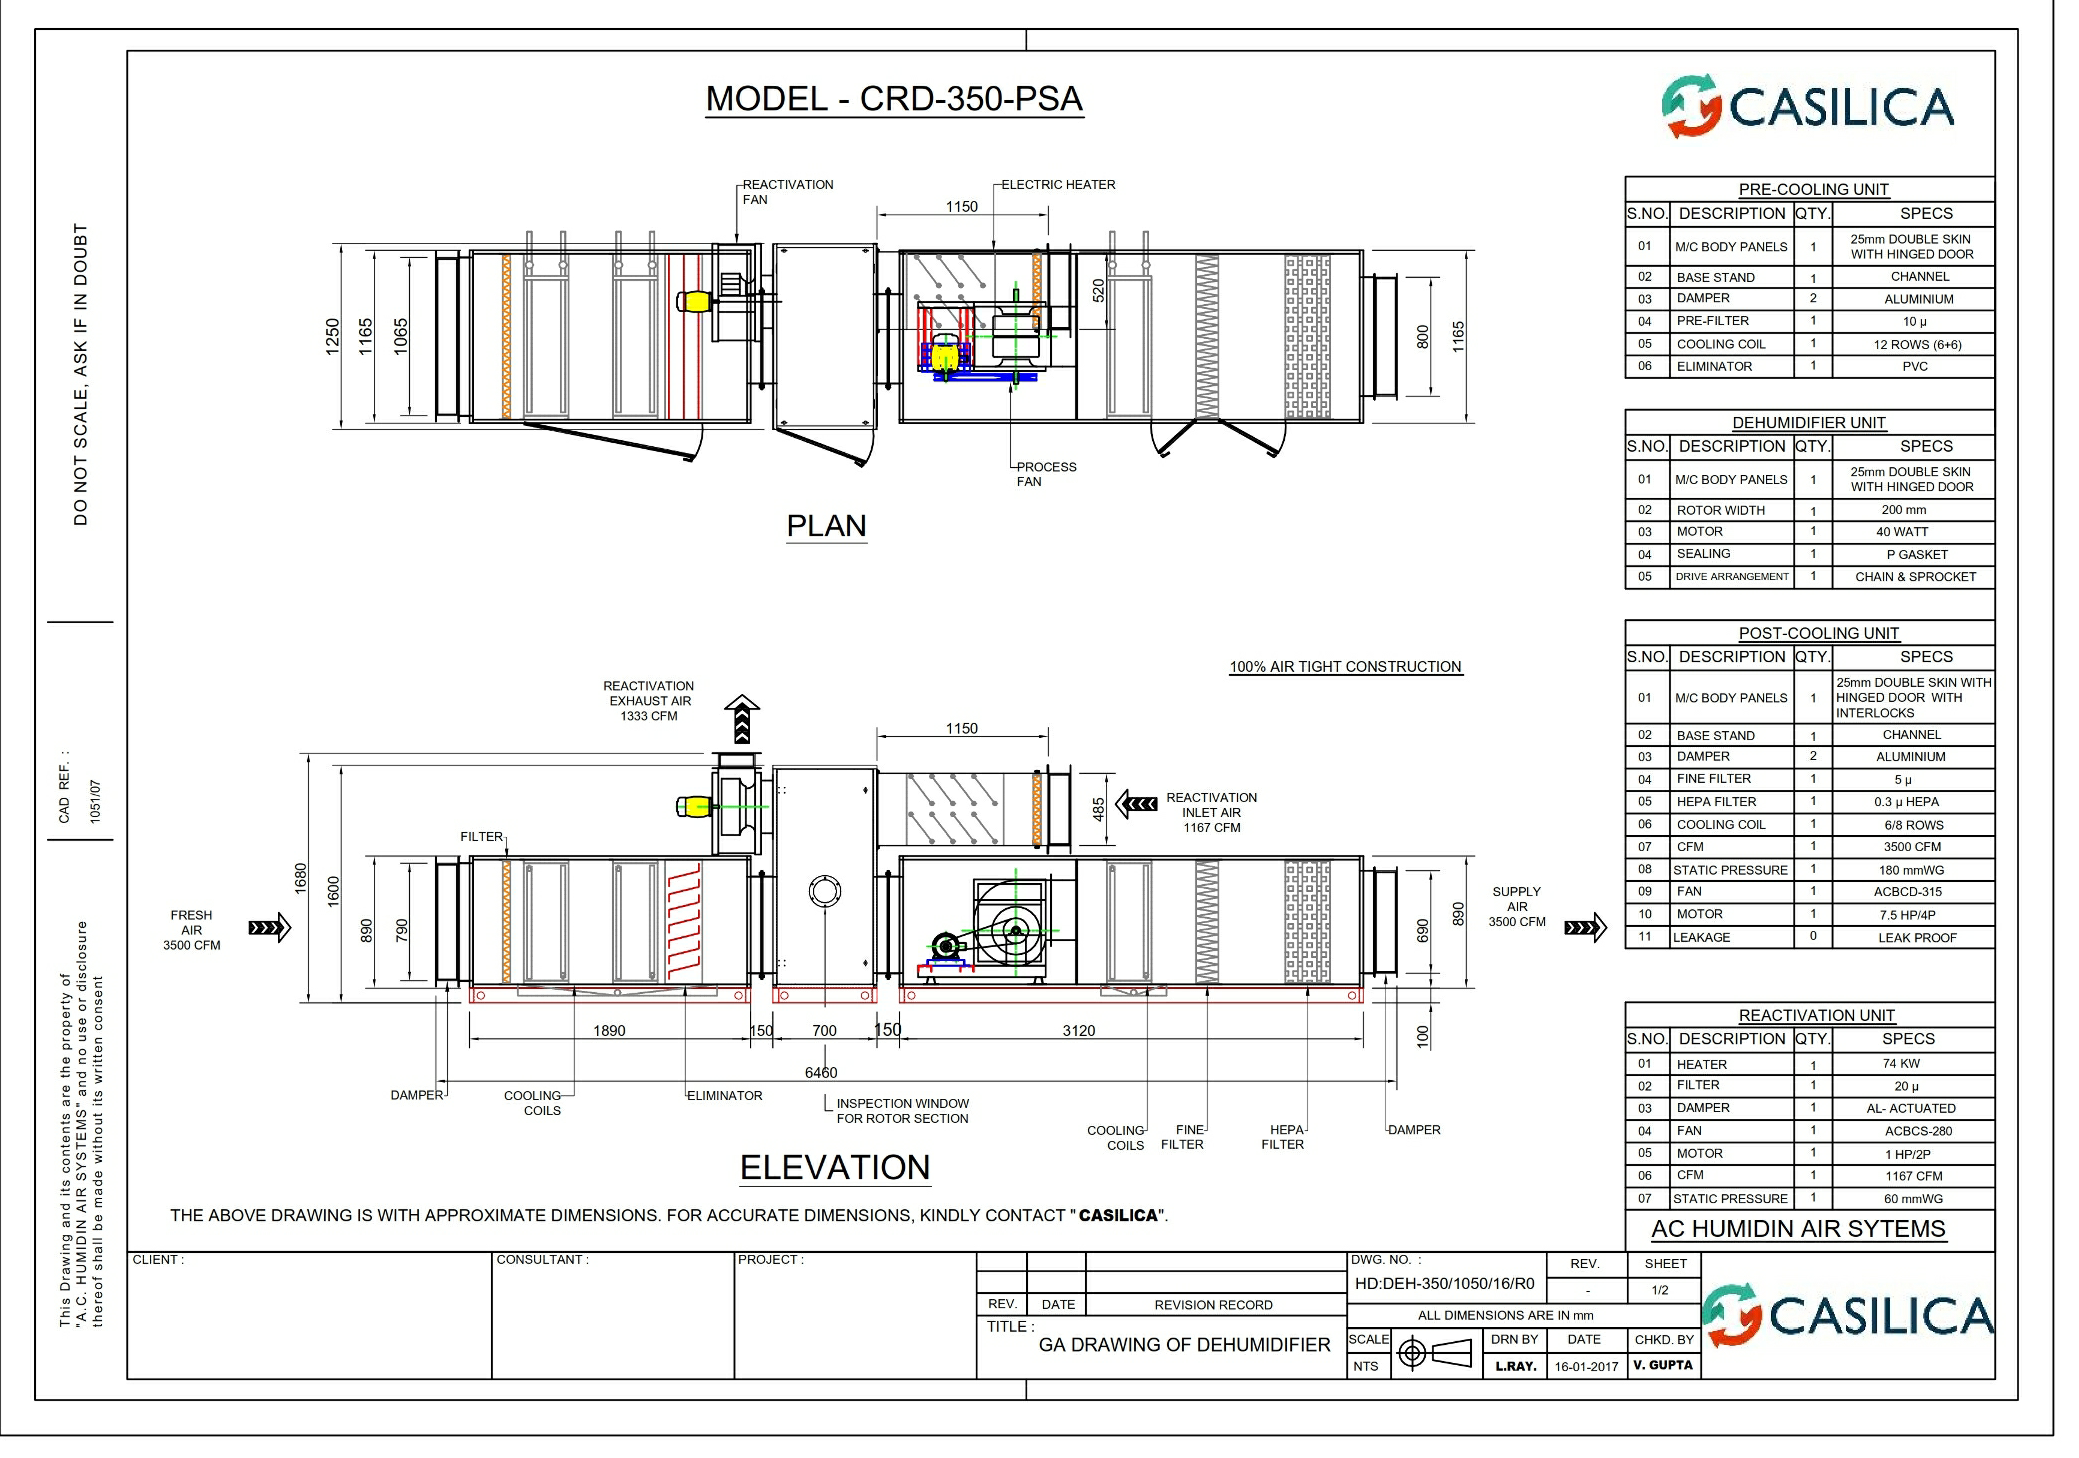 MODEL - CRD-350-PSA
CASILICA
REACTIVATION
FAN
ELECTRIC HEATER
1150
1250
1165
1065
520
800
1165
PROCESS
FAN
PLAN
100% AIR TIGHT CONSTRUCTION
REACTIVATION
EXHAUST AIR
1333 CFM
1150
485
REACTIVATION
INLET AIR
1167 CFM
FILTER
1680
1600
890
790
FRESH
AIR
3500 CFM
690
890
SUPPLY
AIR
3500 CFM
1890
150
700
150
3120
100
6460
DAMPER
COOLING
COILS
ELIMINATOR
INSPECTION WINDOW
FOR ROTOR SECTION
COOLING
COILS
FINE
FILTER
HEPA
FILTER
DAMPER
ELEVATION
THE ABOVE DRAWING IS WITH APPROXIMATE DIMENSIONS. FOR ACCURATE DIMENSIONS, KINDLY CONTACT "CASILICA".
PRE-COOLING UNIT
S.NO. DESCRIPTION QTY. SPECS
01 M/C BODY PANELS 1 25mm DOUBLE SKIN
WITH HINGED DOOR
02 BASE STAND 1 CHANNEL
03 DAMPER 2 ALUMINIUM
04 PRE-FILTER 1 10 µ
05 COOLING COIL 1 12 ROWS (6+6)
06 ELIMINATOR 1 PVC
DEHUMIDIFIER UNIT
S.NO. DESCRIPTION QTY. SPECS
01 M/C BODY PANELS 1 25mm DOUBLE SKIN
WITH HINGED DOOR
02 ROTOR WIDTH 1 200 mm
03 MOTOR 1 40 WATT
04 SEALING 1 P GASKET
05 DRIVE ARRANGEMENT 1 CHAIN & SPROCKET
POST-COOLING UNIT
S.NO. DESCRIPTION QTY. SPECS
01 M/C BODY PANELS 1 25mm DOUBLE SKIN WITH
HINGED DOOR WITH
INTERLOCKS
02 BASE STAND 1 CHANNEL
03 DAMPER 2 ALUMINIUM
04 FINE FILTER 1 5 µ
05 HEPA FILTER 1 0.3 µ HEPA
06 COOLING COIL 1 6/8 ROWS
07 CFM 1 3500 CFM
08 STATIC PRESSURE 1 180 mmWG
09 FAN 1 ACBCD-315
10 MOTOR 1 7.5 HP/4P
11 LEAKAGE 0 LEAK PROOF
REACTIVATION UNIT
S.NO. DESCRIPTION QTY. SPECS
01 HEATER 1 74 KW
02 FILTER 1 20 µ
03 DAMPER 1 AL- ACTUATED
04 FAN 1 ACBCS-280
05 MOTOR 1 1 HP/2P
06 CFM 1 1167 CFM
07 STATIC PRESSURE 1 60 mmWG
AC HUMIDIN AIR SYTEMS
DO NOT SCALE, ASK IF IN DOUBT
CAD REF. :
1051/07
This Drawing and its contents are the property of
"A.C. HUMIDIN AIR SYSTEMS" and no use or disclosure
thereof shall be made without its written consent
CLIENT :
CONSULTANT :
PROJECT :
REV. DATE REVISION RECORD
TITLE :
GA DRAWING OF DEHUMIDIFIER
DWG. NO. :
HD:DEH-350/1050/16/R0
REV.
-
SHEET
1/2
ALL DIMENSIONS ARE IN mm
SCALE
NTS
DRN BY
L.RAY.
DATE
16-01-2017
CHKD. BY
V. GUPTA
CASILICA